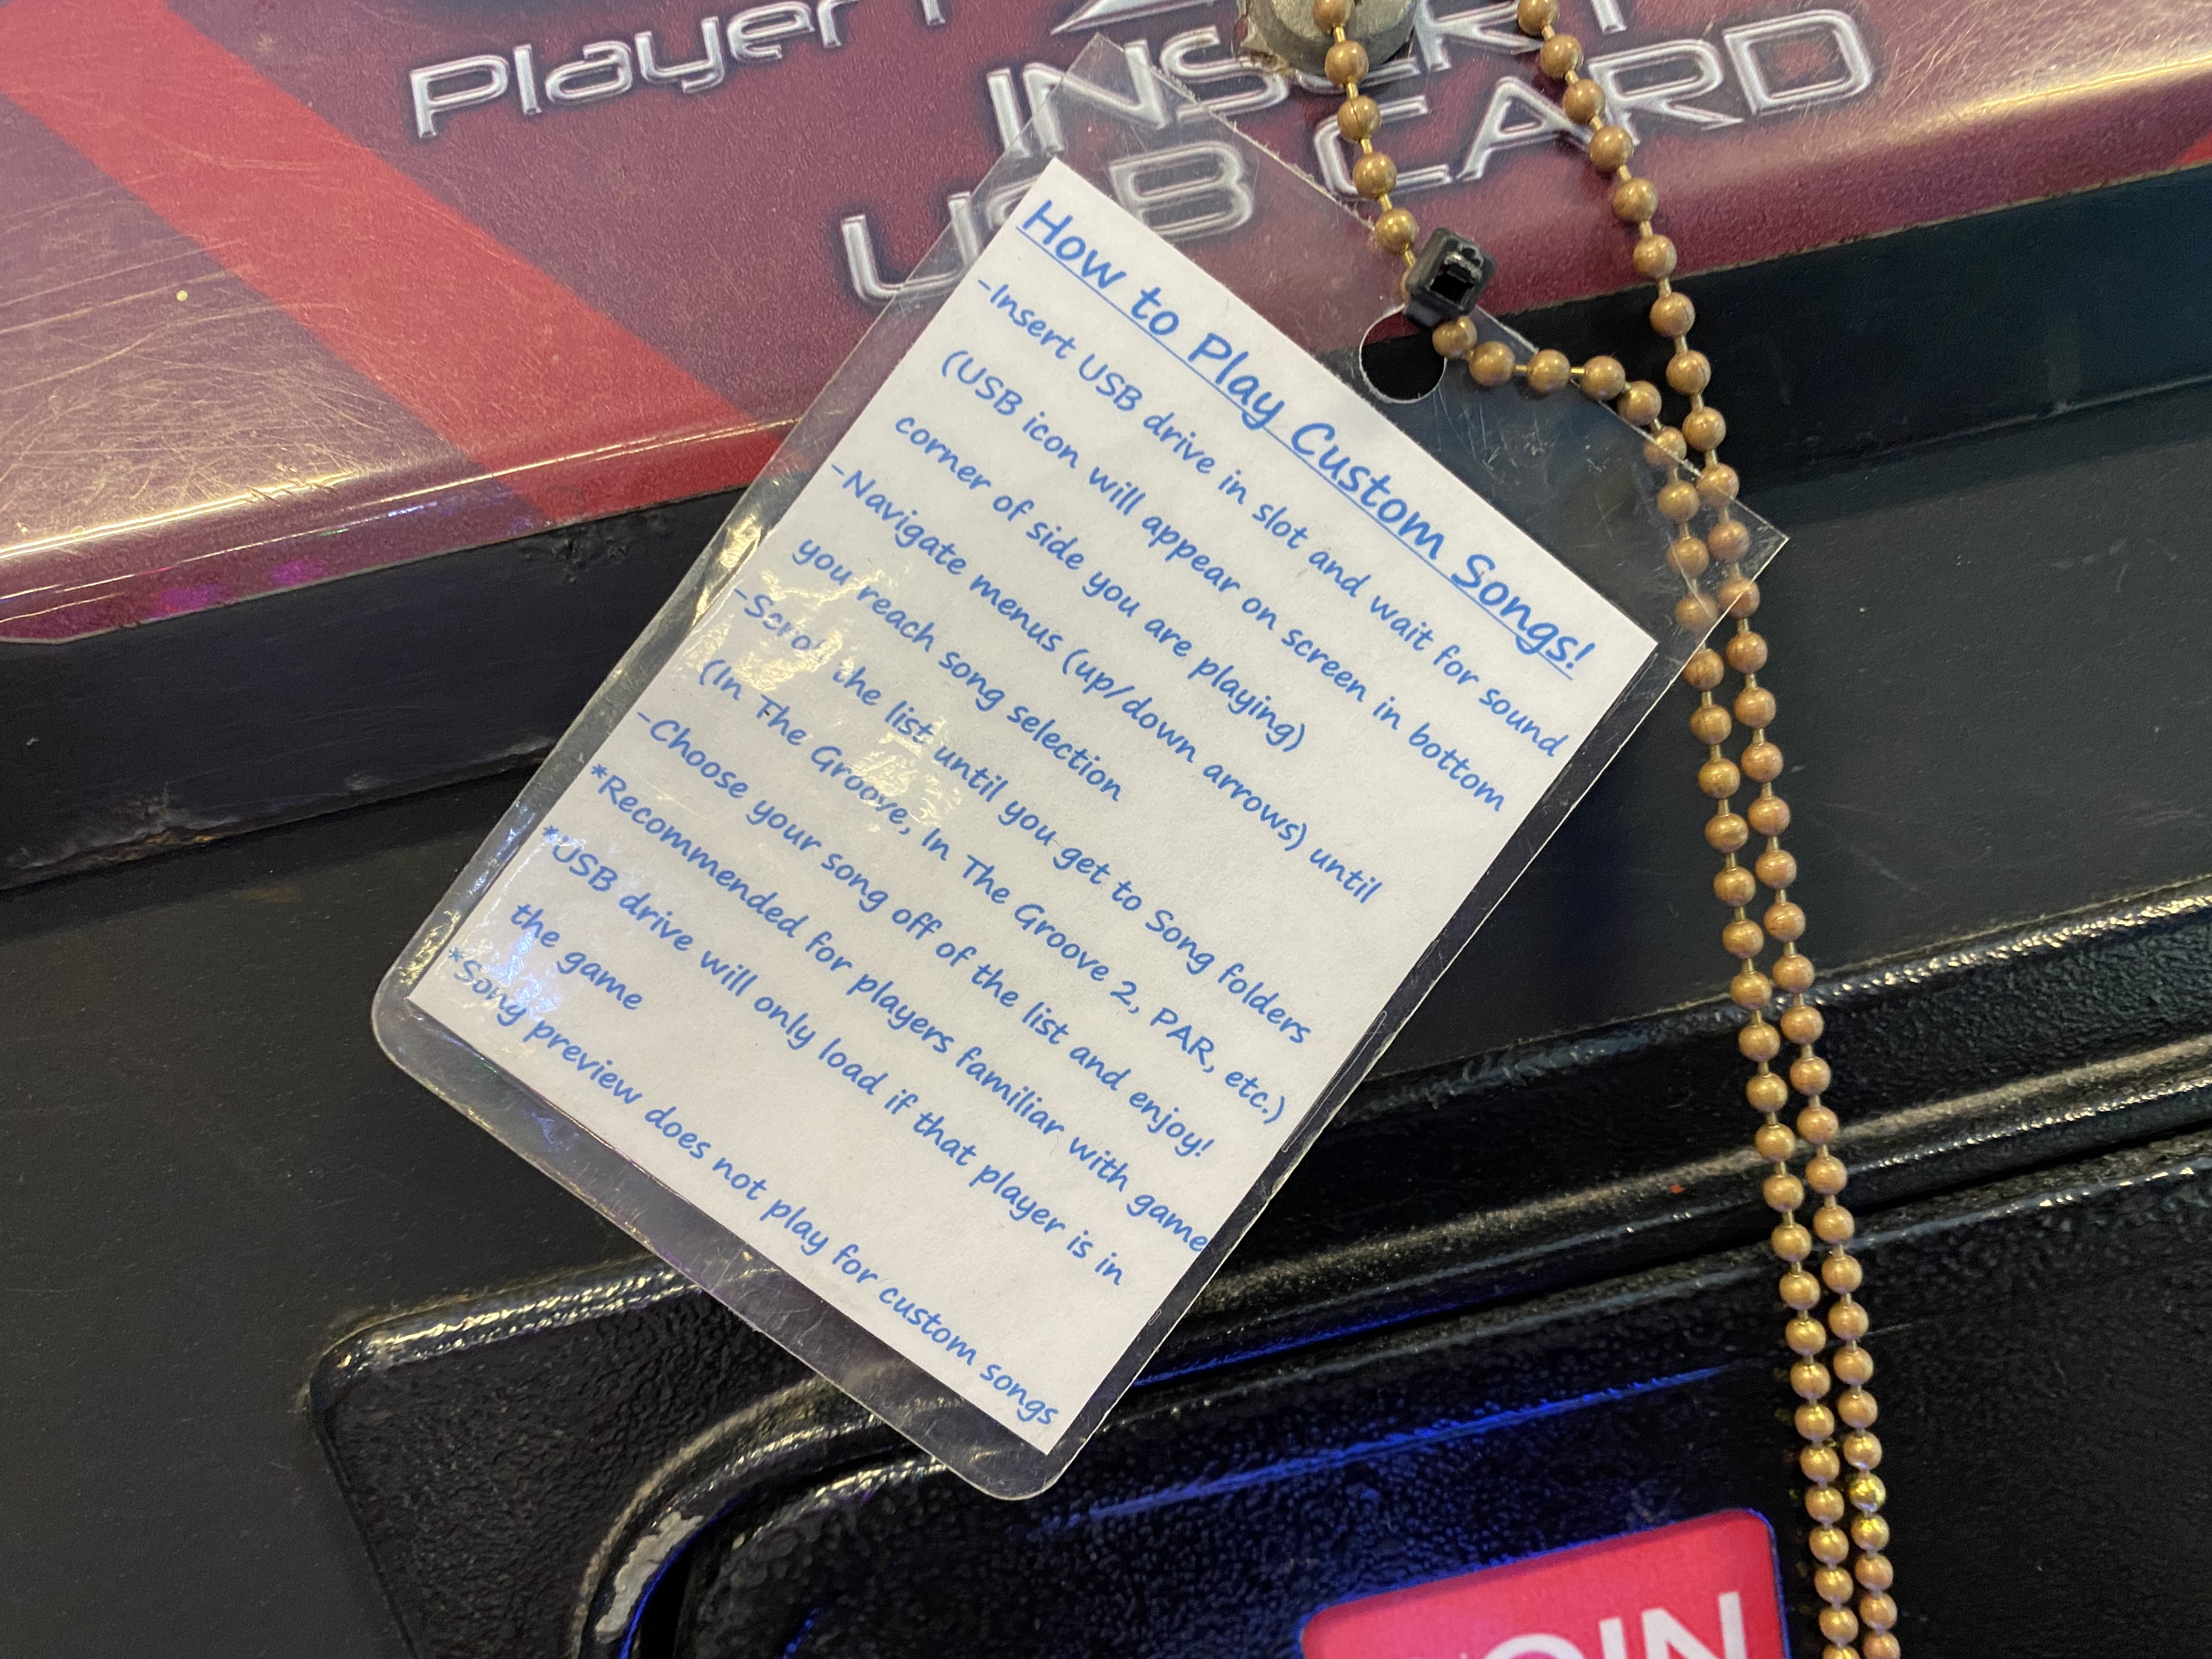 Player
INSERT
USB CARD
How to Play Custom Songs!
-Insert USB drive in slot and wait for sound
(USB icon will appear on screen in bottom
corner of side you are playing)
-Navigate menus (up/down arrows) until
you reach song selection
-Scroll the list until you get to Song folders
(In The Groove, In The Groove 2, PAR, etc.)
-Choose your song off of the list and enjoy!
*Recommended for players familiar with game
*USB drive will only load if that player is in
the game
*Song preview does not play for custom songs